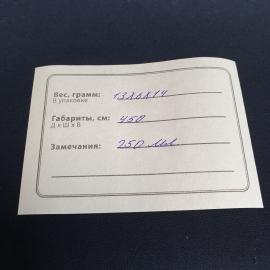 Вес, грамм: 13х6х14
В упаковке
Габариты, см: 450
Д х Ш х В
Замечания: 250 мл